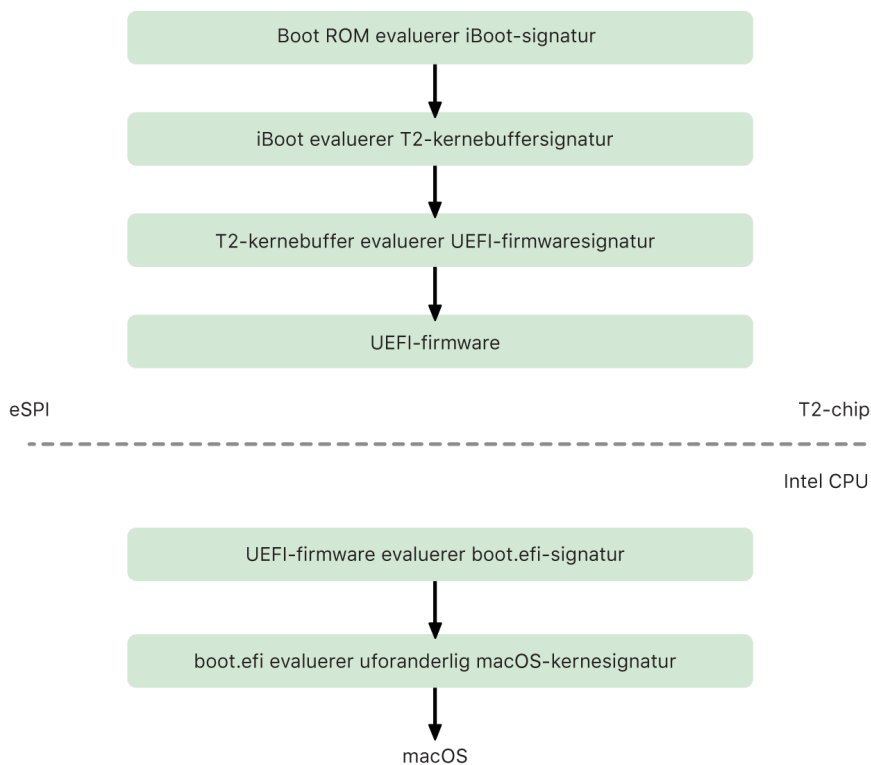 Boot ROM evaluerer iBoot-signatur
iBoot evaluerer T2-kernebuffersignatur
T2-kernebuffer evaluerer UEFI-firmwaresignatur
UEFI-firmware
eSPI
T2-chip
Intel CPU
UEFI-firmware evaluerer boot.efi-signatur
boot.efi evaluerer uforanderlig macOS-kernesignatur
macOS